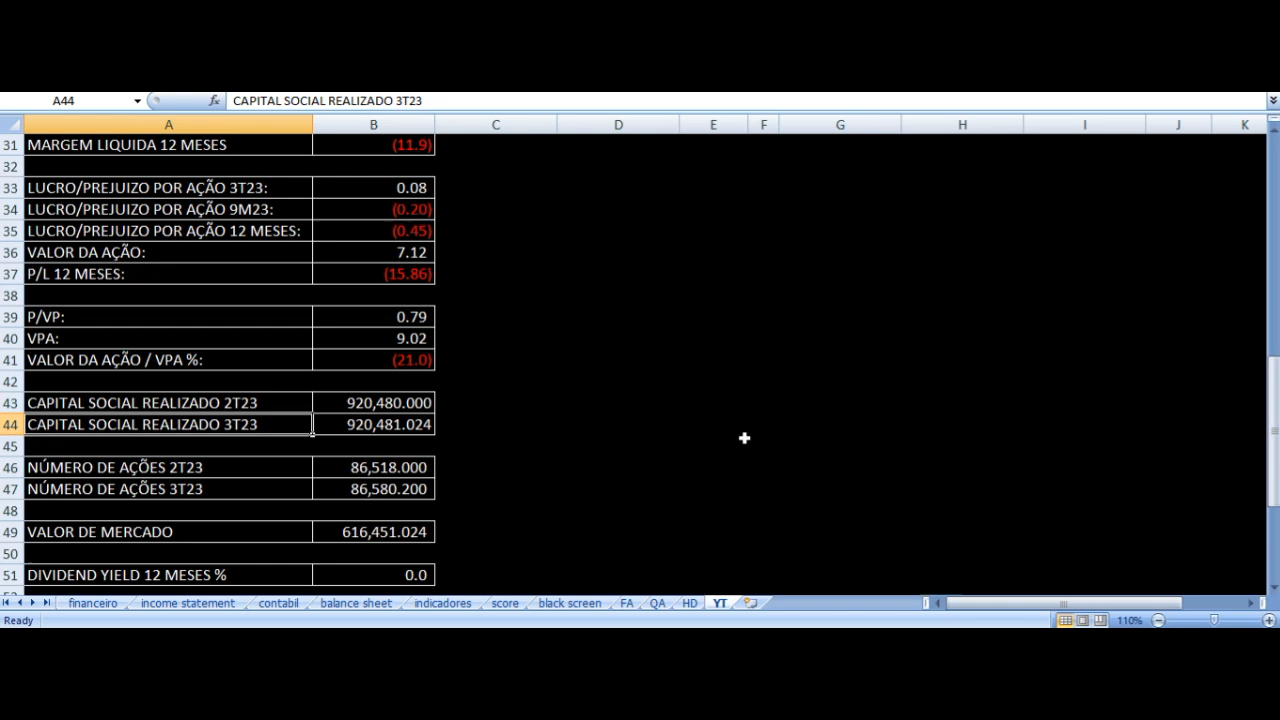 A44 fx CAPITAL SOCIAL REALIZADO 3T23
A B C D E F G H I J K
31 MARGEM LIQUIDA 12 MESES (11.9)
32
33 LUCRO/PREJUIZO POR AÇÃO 3T23: 0.08
34 LUCRO/PREJUIZO POR AÇÃO 9M23: (0.20)
35 LUCRO/PREJUIZO POR AÇÃO 12 MESES: (0.45)
36 VALOR DA AÇÃO: 7.12
37 P/L 12 MESES: (15.86)
38
39 P/VP: 0.79
40 VPA: 9.02
41 VALOR DA AÇÃO / VPA %: (21.0)
42
43 CAPITAL SOCIAL REALIZADO 2T23 920,480.000
44 CAPITAL SOCIAL REALIZADO 3T23 920,481.024
45
46 NÚMERO DE AÇÕES 2T23 86,518.000
47 NÚMERO DE AÇÕES 3T23 86,580.200
48
49 VALOR DE MERCADO 616,451.024
50
51 DIVIDEND YIELD 12 MESES % 0.0
financeiro income statement contabil balance sheet indicadores score black screen FA QA HD YT
Ready 110%